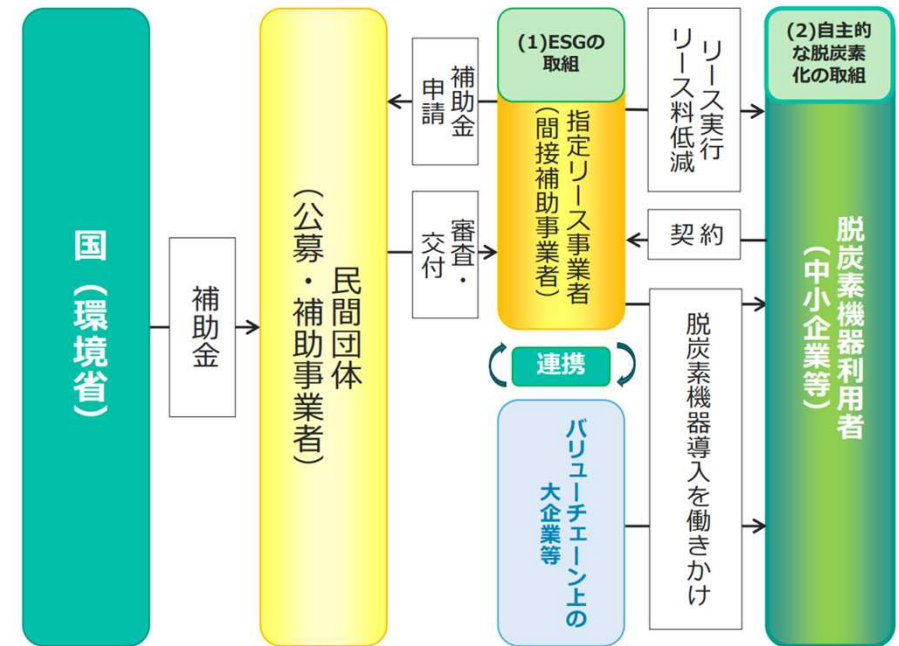 国（環境省）
補助金
民間団体
（公募・補助事業者）
補助金
申請
審査・
交付
(1)ESGの
取組
指定リース事業者
（間接補助事業者）
連携
バリューチェーン上の
大企業等
リース実行
リース料低減
契約
脱炭素機器導入を働きかけ
(2)自主的
な脱炭素
化の取組
脱炭素機器利用者
（中小企業等）